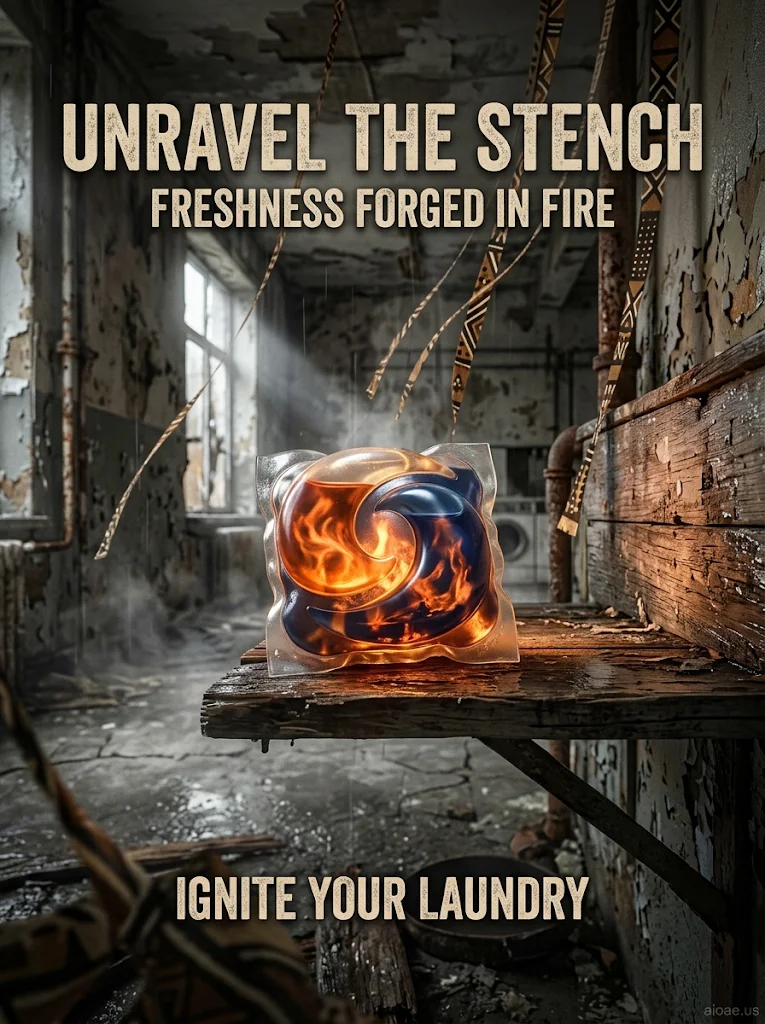 UNRAVEL THE STENCH
FRESHNESS FORGED IN FIRE
IGNITE YOUR LAUNDRY
aioae.us